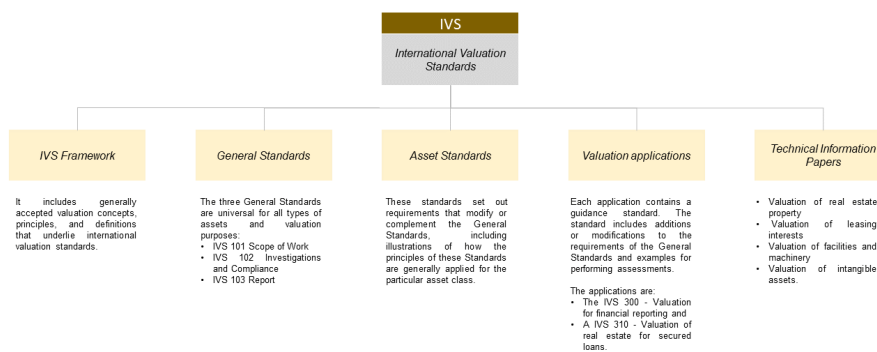 IVS
International Valuation
Standards
IVS Framework
General Standards
Asset Standards
Valuation applications
Technical Information
Papers
It includes generally
accepted valuation concepts,
principles, and definitions
that underlie international
valuation standards.
The three General Standards
are universal for all types of
assets and valuation
purposes:
• IVS 101 Scope of Work
• IVS 102 Investigations
and Compliance
• IVS 103 Report
These standards set out
requirements that modify or
complement the General
Standards, including
illustrations of how the
principles of these Standards
are generally applied for the
particular asset class.
Each application contains a
guidance standard. The
standard includes additions
or modifications to the
requirements of the General
Standards and examples for
performing assessments.
The applications are:
• The IVS 300 - Valuation
for financial reporting and
• A IVS 310 - Valuation of
real estate for secured
loans.
• Valuation of real estate
property
• Valuation of leasing
interests
• Valuation of facilities and
machinery
• Valuation of intangible
assets.